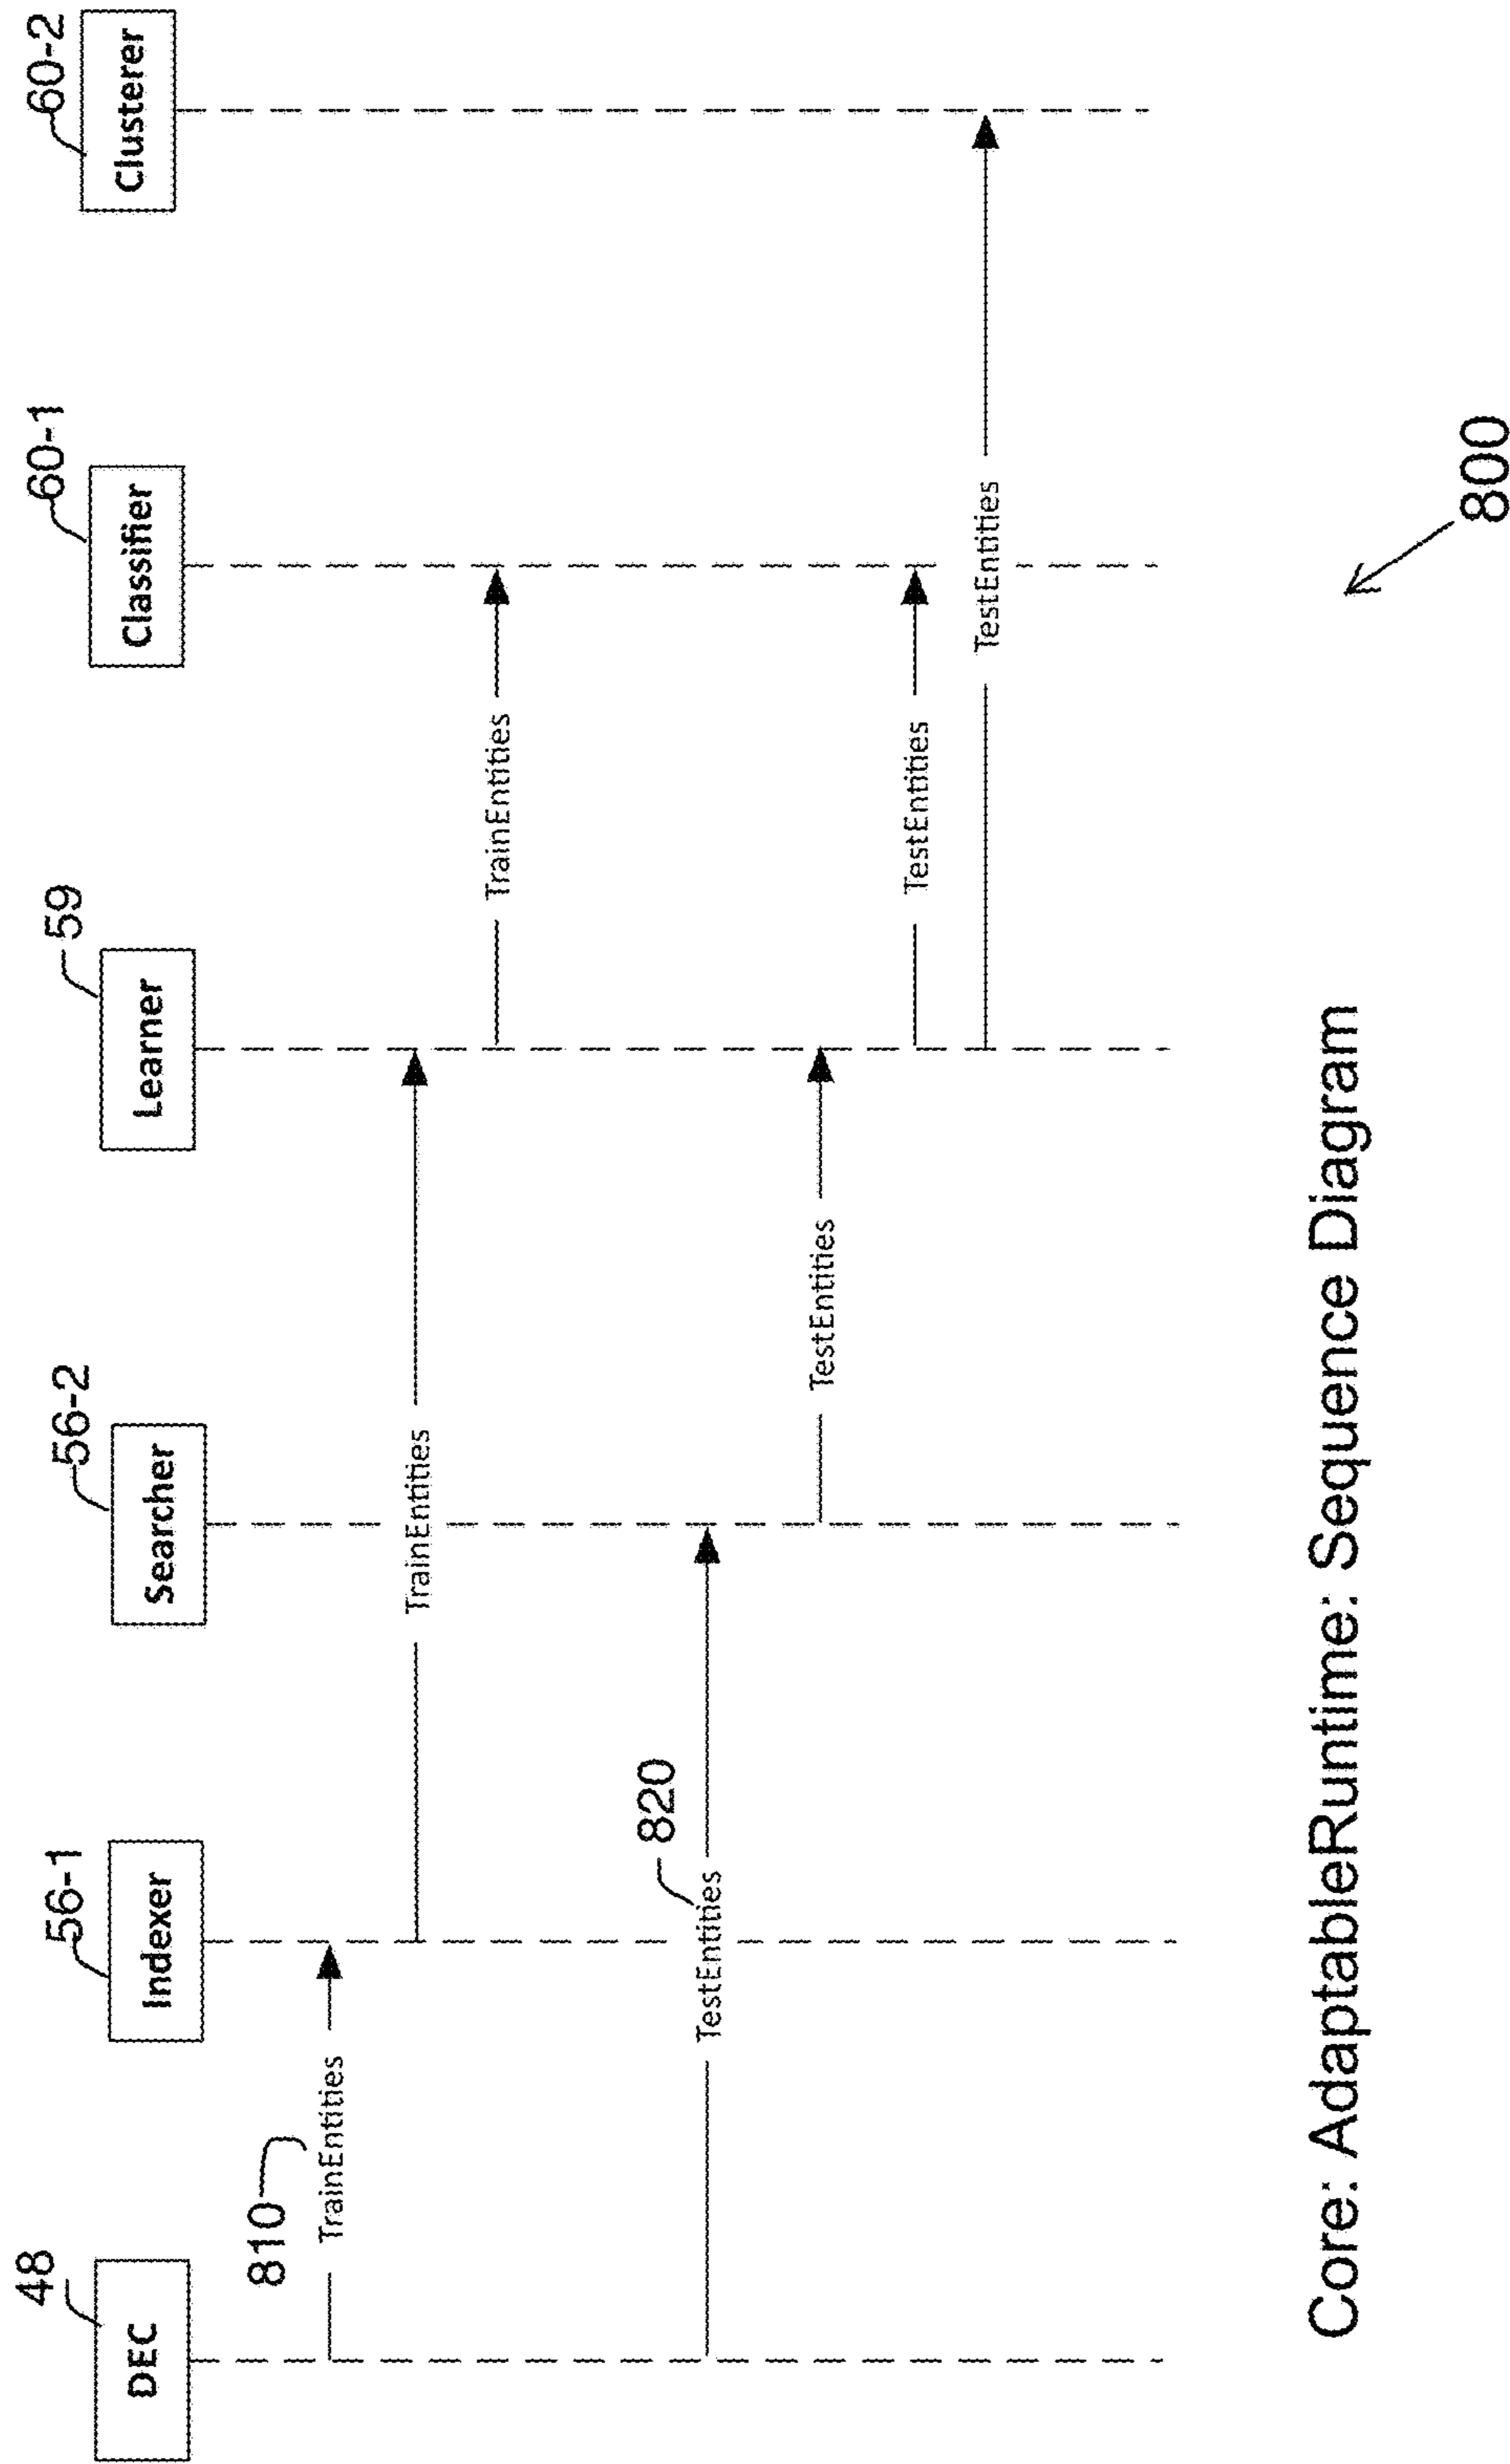 48
56-1
56-2
59
60-1
60-2
DEC
Indexer
Searcher
Learner
Classifier
Clusterer
810
TrainEntities
TrainEntities
TrainEntities
820
TestEntities
TestEntities
TestEntities
TestEntities
Core: AdaptableRuntime: Sequence Diagram
800